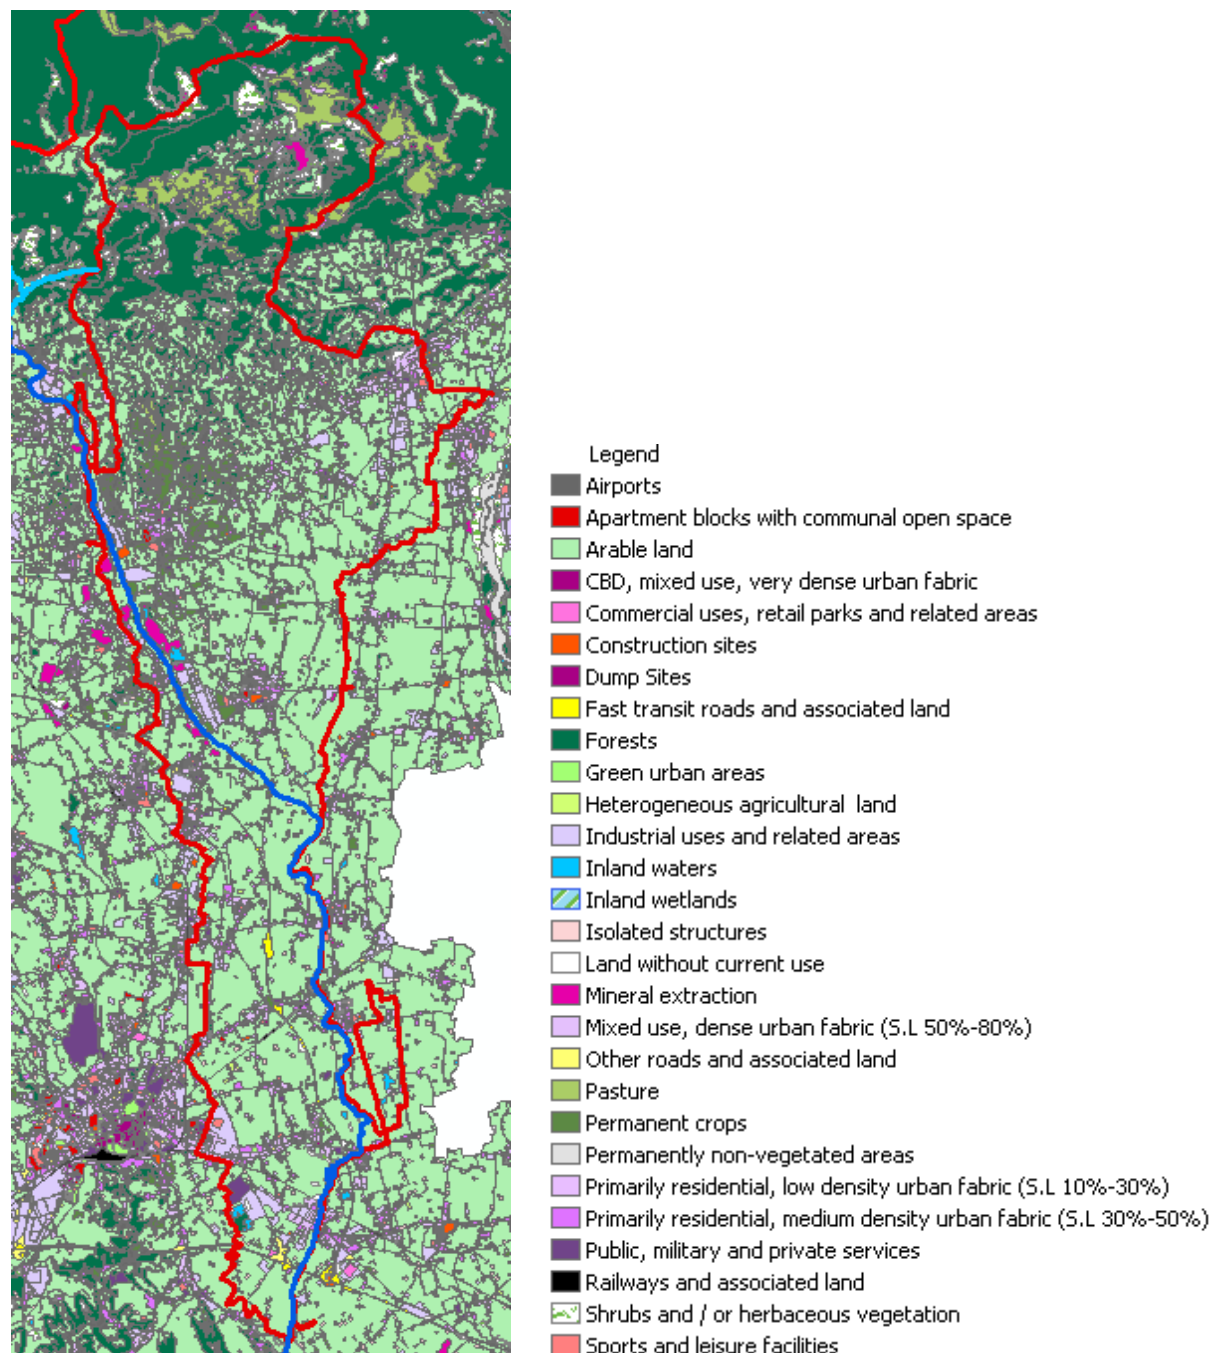 Legend
Airports
Apartment blocks with communal open space
Arable land
CBD, mixed use, very dense urban fabric
Commercial uses, retail parks and related areas
Construction sites
Dump Sites
Fast transit roads and associated land
Forests
Green urban areas
Heterogeneous agricultural land
Industrial uses and related areas
Inland waters
Inland wetlands
Isolated structures
Land without current use
Mineral extraction
Mixed use, dense urban fabric (S.L 50%-80%)
Other roads and associated land
Pasture
Permanent crops
Permanently non-vegetated areas
Primarily residential, low density urban fabric (S.L 10%-30%)
Primarily residential, medium density urban fabric (S.L 30%-50%)
Public, military and private services
Railways and associated land
Shrubs and / or herbaceous vegetation
Sports and leisure facilities